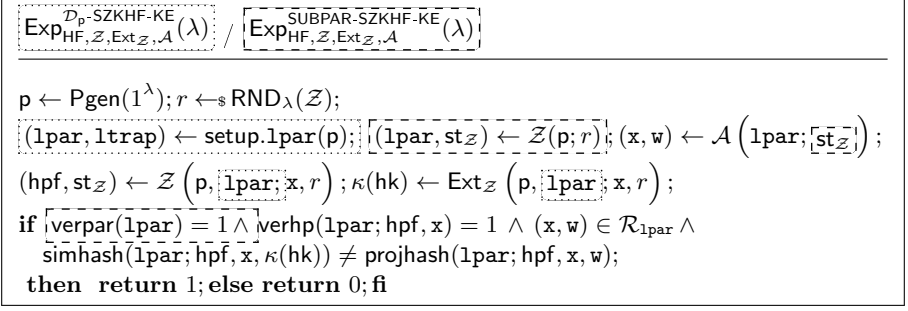 Exp^{𝒟_p-SZKHF-KE}_{HF,𝒵,Ext_𝒵,𝒜}(λ) / Exp^{SUBPAR-SZKHF-KE}_{HF,𝒵,Ext_𝒵,𝒜}(λ)
p ← Pgen(1^λ); r ←$ RND_λ(𝒵);
(lpar, ltrap) ← setup.lpar(p); (lpar, st_𝒵) ← 𝒵(p; r); (x, w) ← 𝒜(lpar; st_𝒵);
(hpf, st_𝒵) ← 𝒵(p, lpar; x, r); κ(hk) ← Ext_𝒵(p, lpar; x, r);
if verpar(lpar) = 1 ∧ verhp(lpar; hpf, x) = 1 ∧ (x, w) ∈ ℛ_lpar ∧
simhash(lpar; hpf, x, κ(hk)) ≠ projhash(lpar; hpf, x, w);
then return 1; else return 0; fi